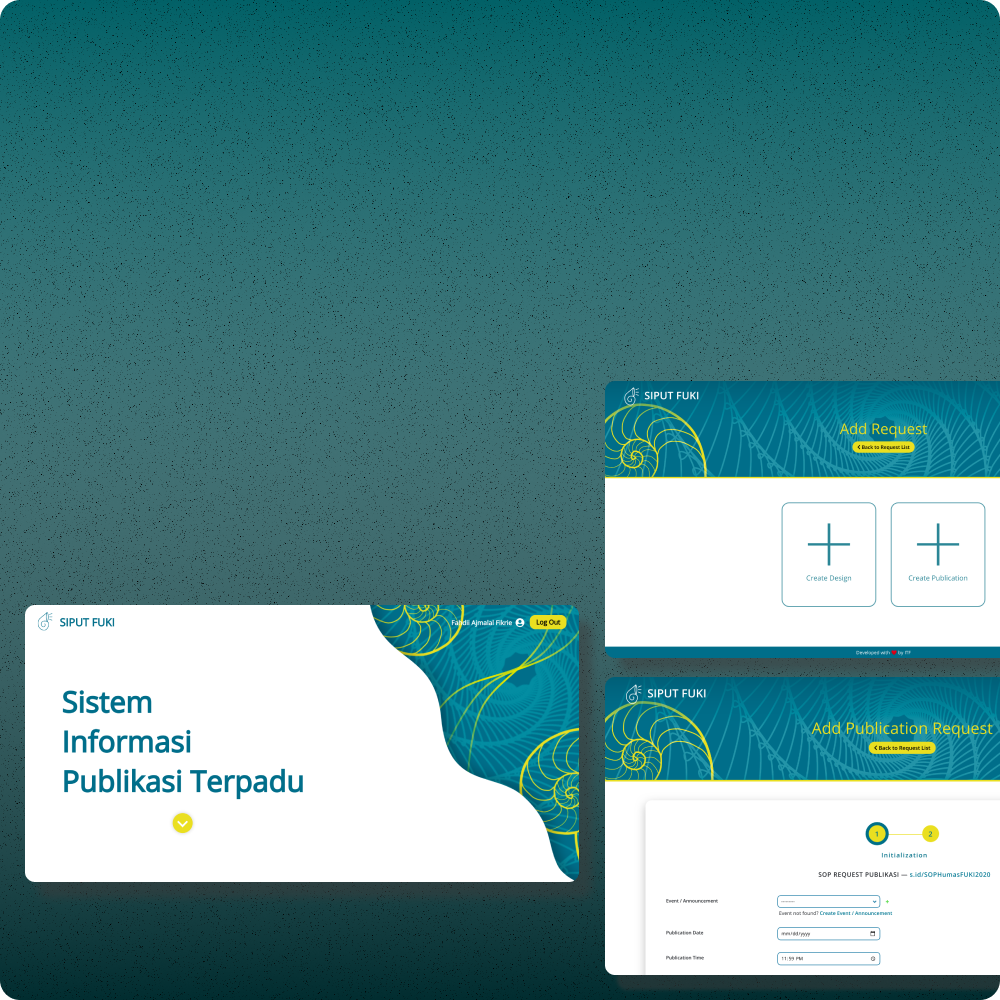 SIPUT FUKI
Add Request
Back to Request List
Create Design
Create Publication
Developed with by FIF
SIPUT FUKI
Fahdii Ajmalal Fikrie
Log Out
Sistem
Informasi
Publikasi Terpadu
SIPUT FUKI
Add Publication Request
Back to Request List
1
2
Initialization
SOP REQUEST PUBLIKASI — s.id/SOPHumasFUKI2020
Event / Announcement
---------
Event not found? Create Event / Announcement
Publication Date
mm/dd/yyyy
Publication Time
11:59 PM